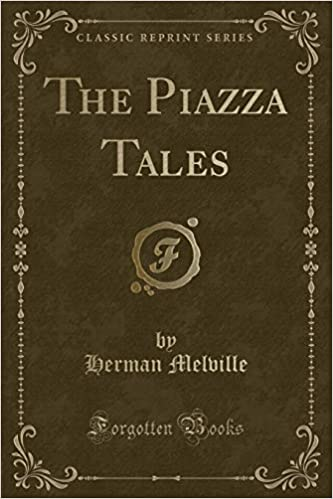 CLASSIC REPRINT SERIES
THE PIAZZA
TALES
F
by
Herman Melville
Forgotten Books